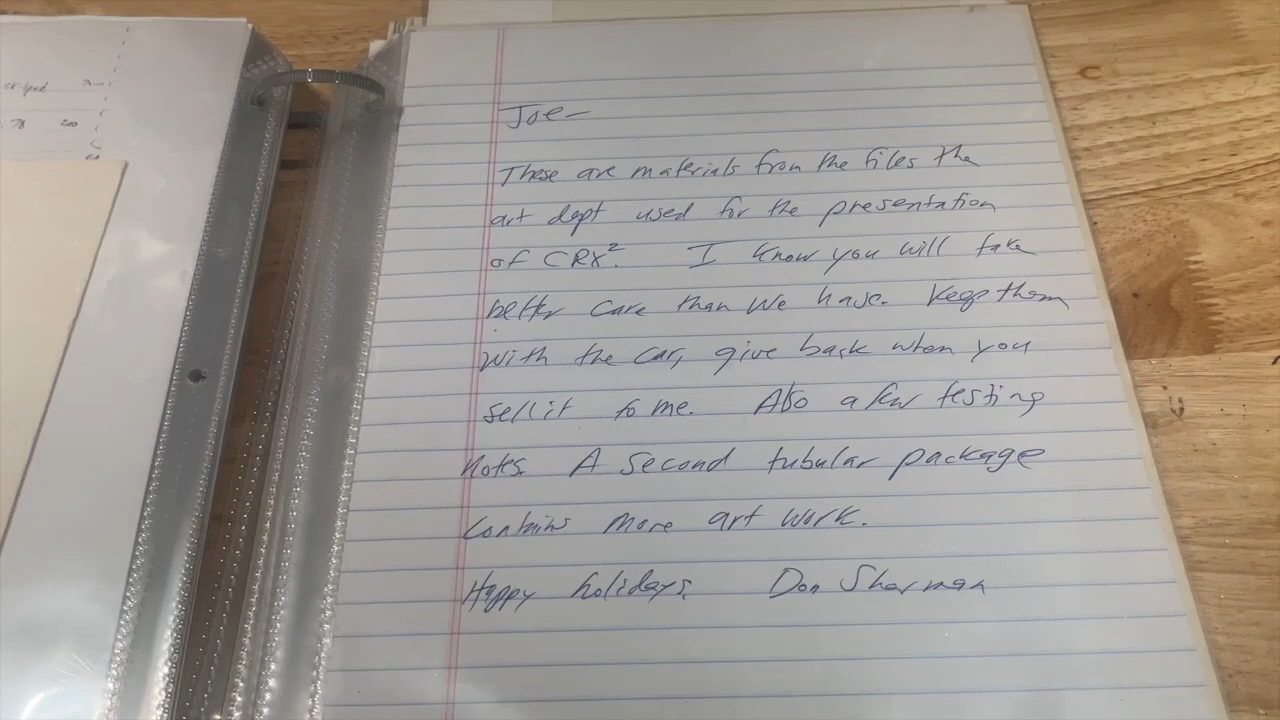 Joe-
These are materials from the files the
art dept used for the presentation
of CRX². I know you will take
better care than we have. Keep them
with the car, give back when you
sell it to me. Also a few testing
notes. A second tubular package
contains more art work.
Happy holidays, Don Sherman
78 200